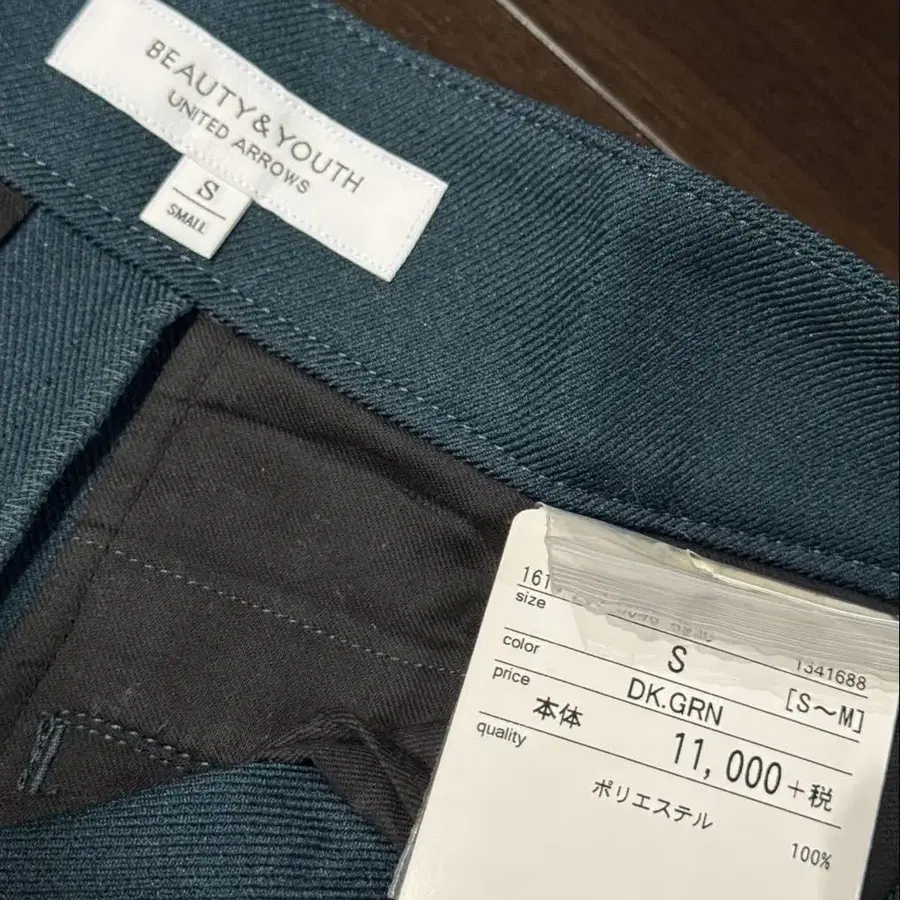 BEAUTY&YOUTH
UNITED ARROWS
S
SMALL
size
S
1341688
[S～M]
color
DK.GRN
price
本体
11,000+税
quality
ポリエステル
100%